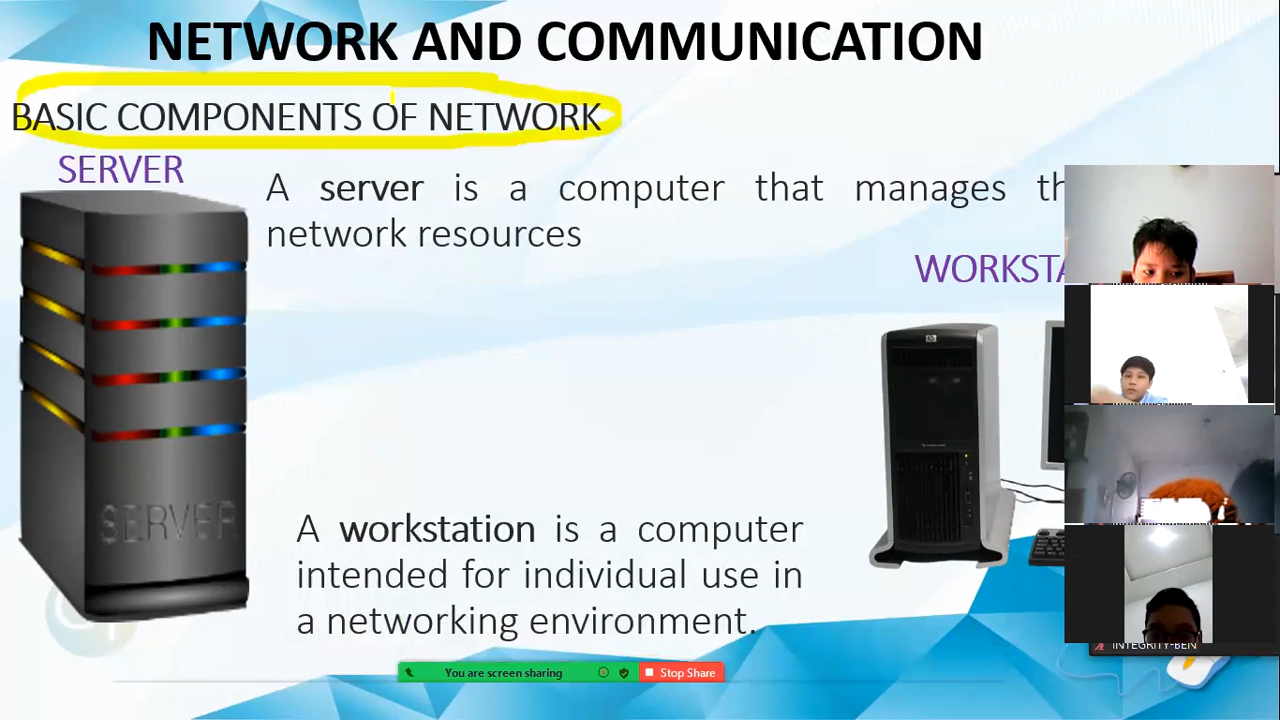 NETWORK AND COMMUNICATION
BASIC COMPONENTS OF NETWORK
SERVER
A server is a computer that manages th
network resources
WORKSTA
SERVER
A workstation is a computer
intended for individual use in
a networking environment.
You are screen sharing
Stop Share
INTEGRITY-BEN